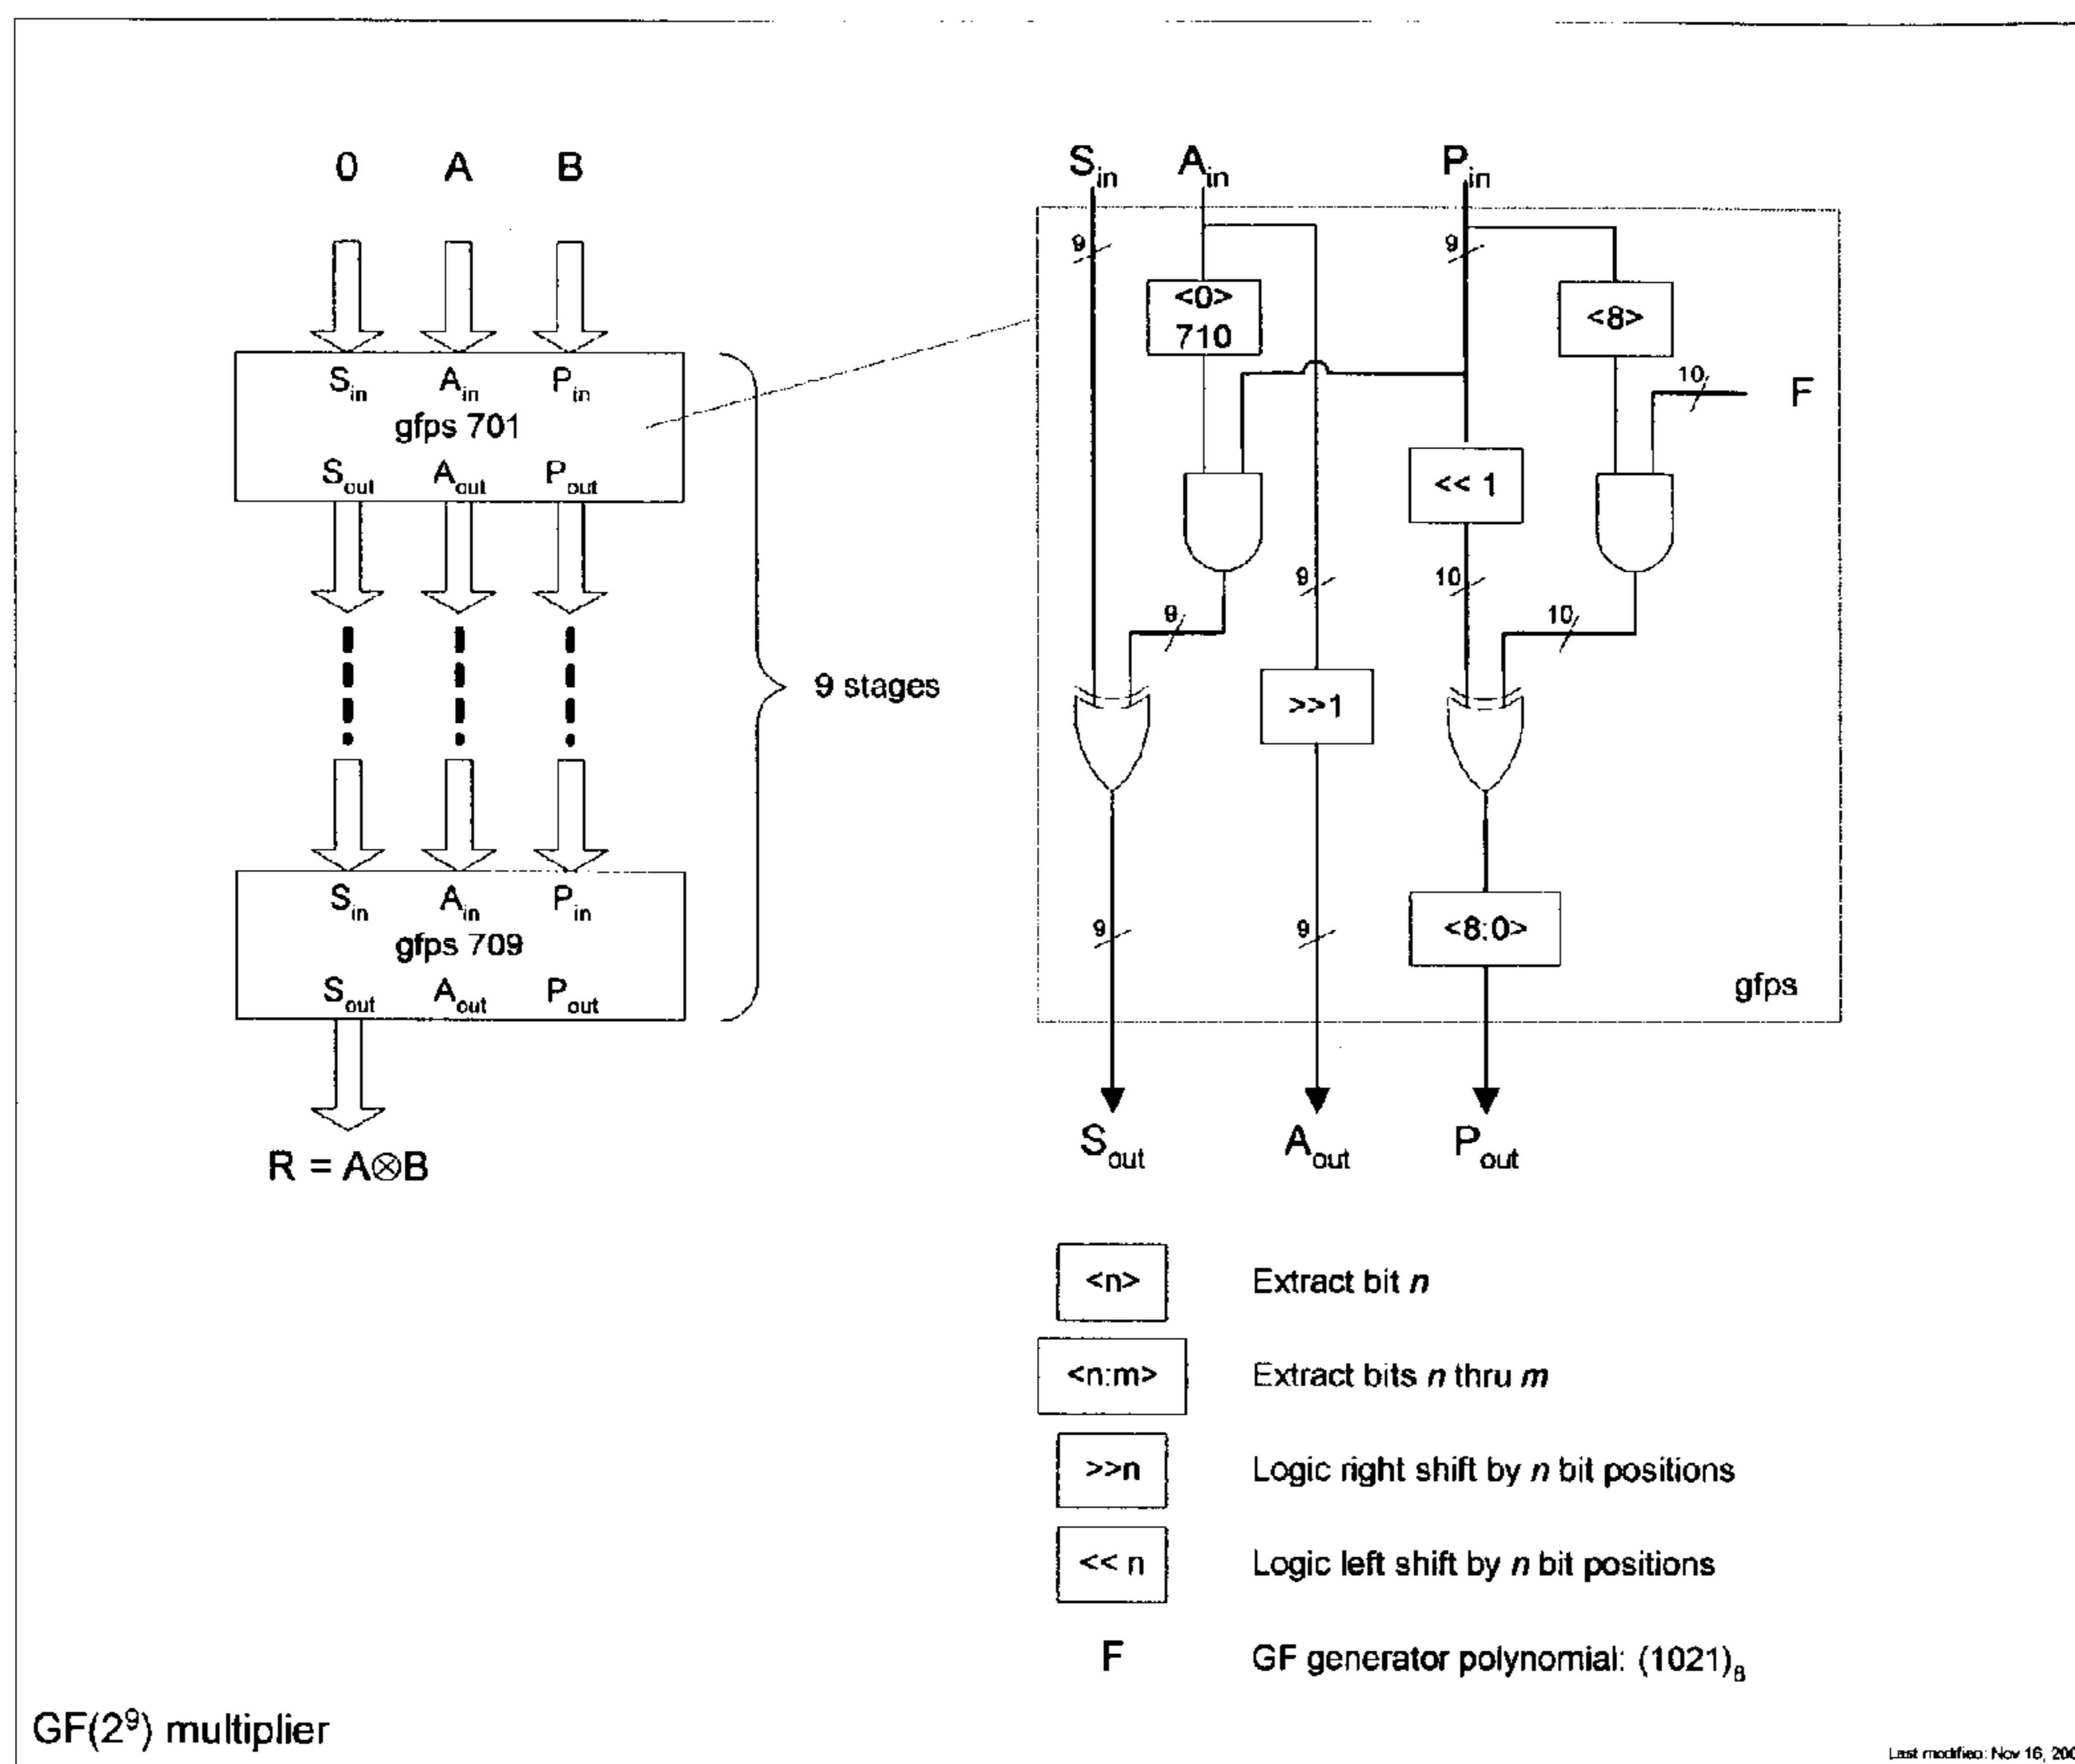 0 A B
S_in A_in P_in
gfps 701
S_out A_out P_out
9 stages
S_in A_in P_in
gfps 709
S_out A_out P_out
R = A⊗B
S_in A_in P_in
9 9
<0>
710
<8>
10 F
<< 1
9 10
9 10
>>1
9 9
<8:0>
gfps
S_out A_out P_out
<n> Extract bit n
<n:m> Extract bits n thru m
>>n Logic right shift by n bit positions
<< n Logic left shift by n bit positions
F GF generator polynomial: (1021)₈
GF(2⁹) multiplier
Last modified: Nov 16, 200